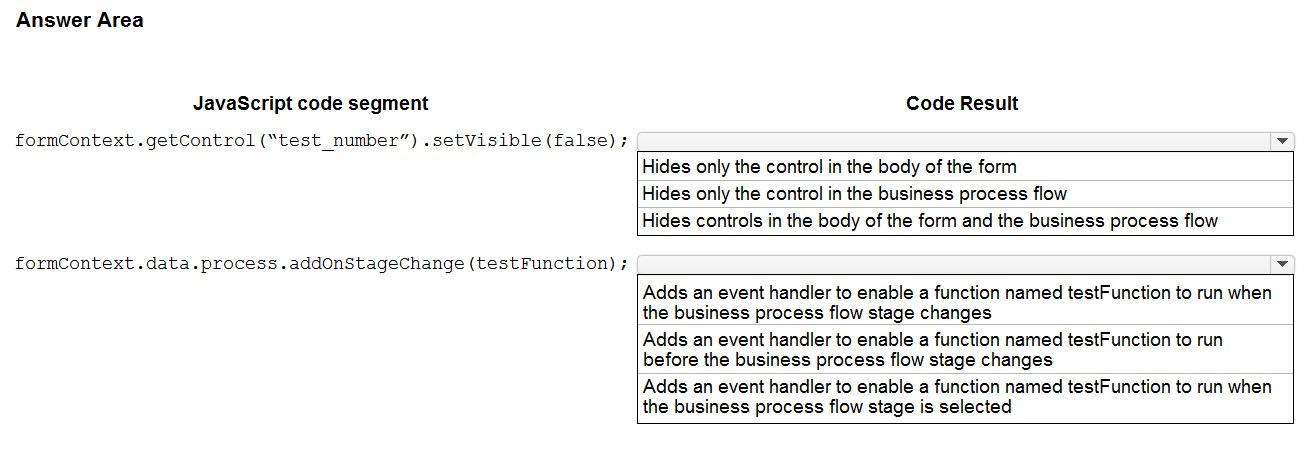 Answer Area
JavaScript code segment
Code Result
formContext.getControl(“test_number”).setVisible(false);
Hides only the control in the body of the form
Hides only the control in the business process flow
Hides controls in the body of the form and the business process flow
formContext.data.process.addOnStageChange(testFunction);
Adds an event handler to enable a function named testFunction to run when
the business process flow stage changes
Adds an event handler to enable a function named testFunction to run
before the business process flow stage changes
Adds an event handler to enable a function named testFunction to run when
the business process flow stage is selected